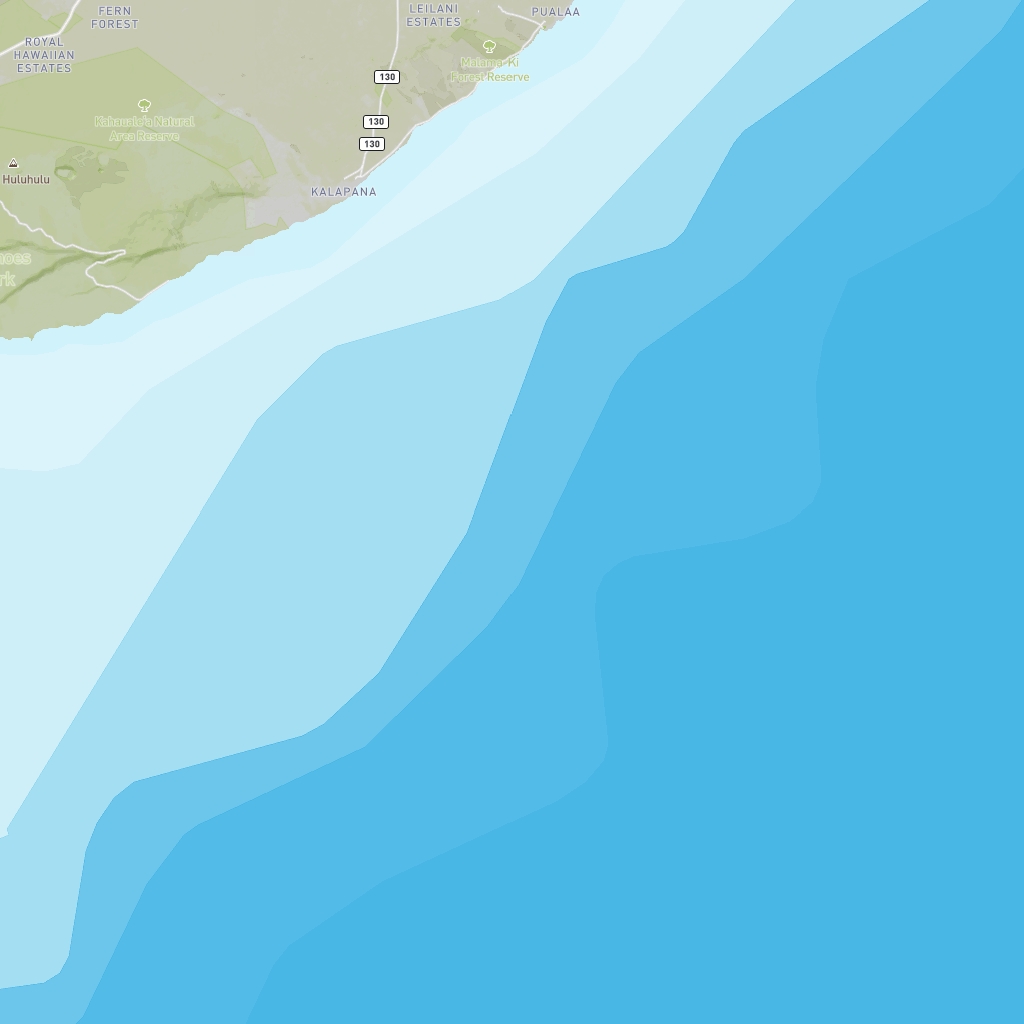 FERN
FOREST
LEILANI
ESTATES
PUALAA
ROYAL
HAWAIIAN
ESTATES
Malama-Ki
Forest Reserve
130
Kahaualeʻa Natural
Area Reserve
130
130
Huluhulu
KALAPANA
noes
rk